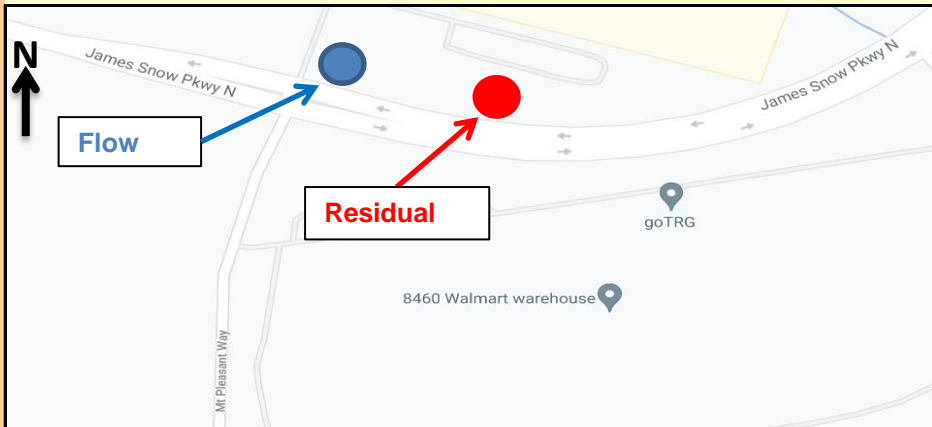 N
James Snow Pkwy N
James Snow Pkwy N
Flow
Residual
goTRG
8460 Walmart warehouse
Mt Pleasant Way